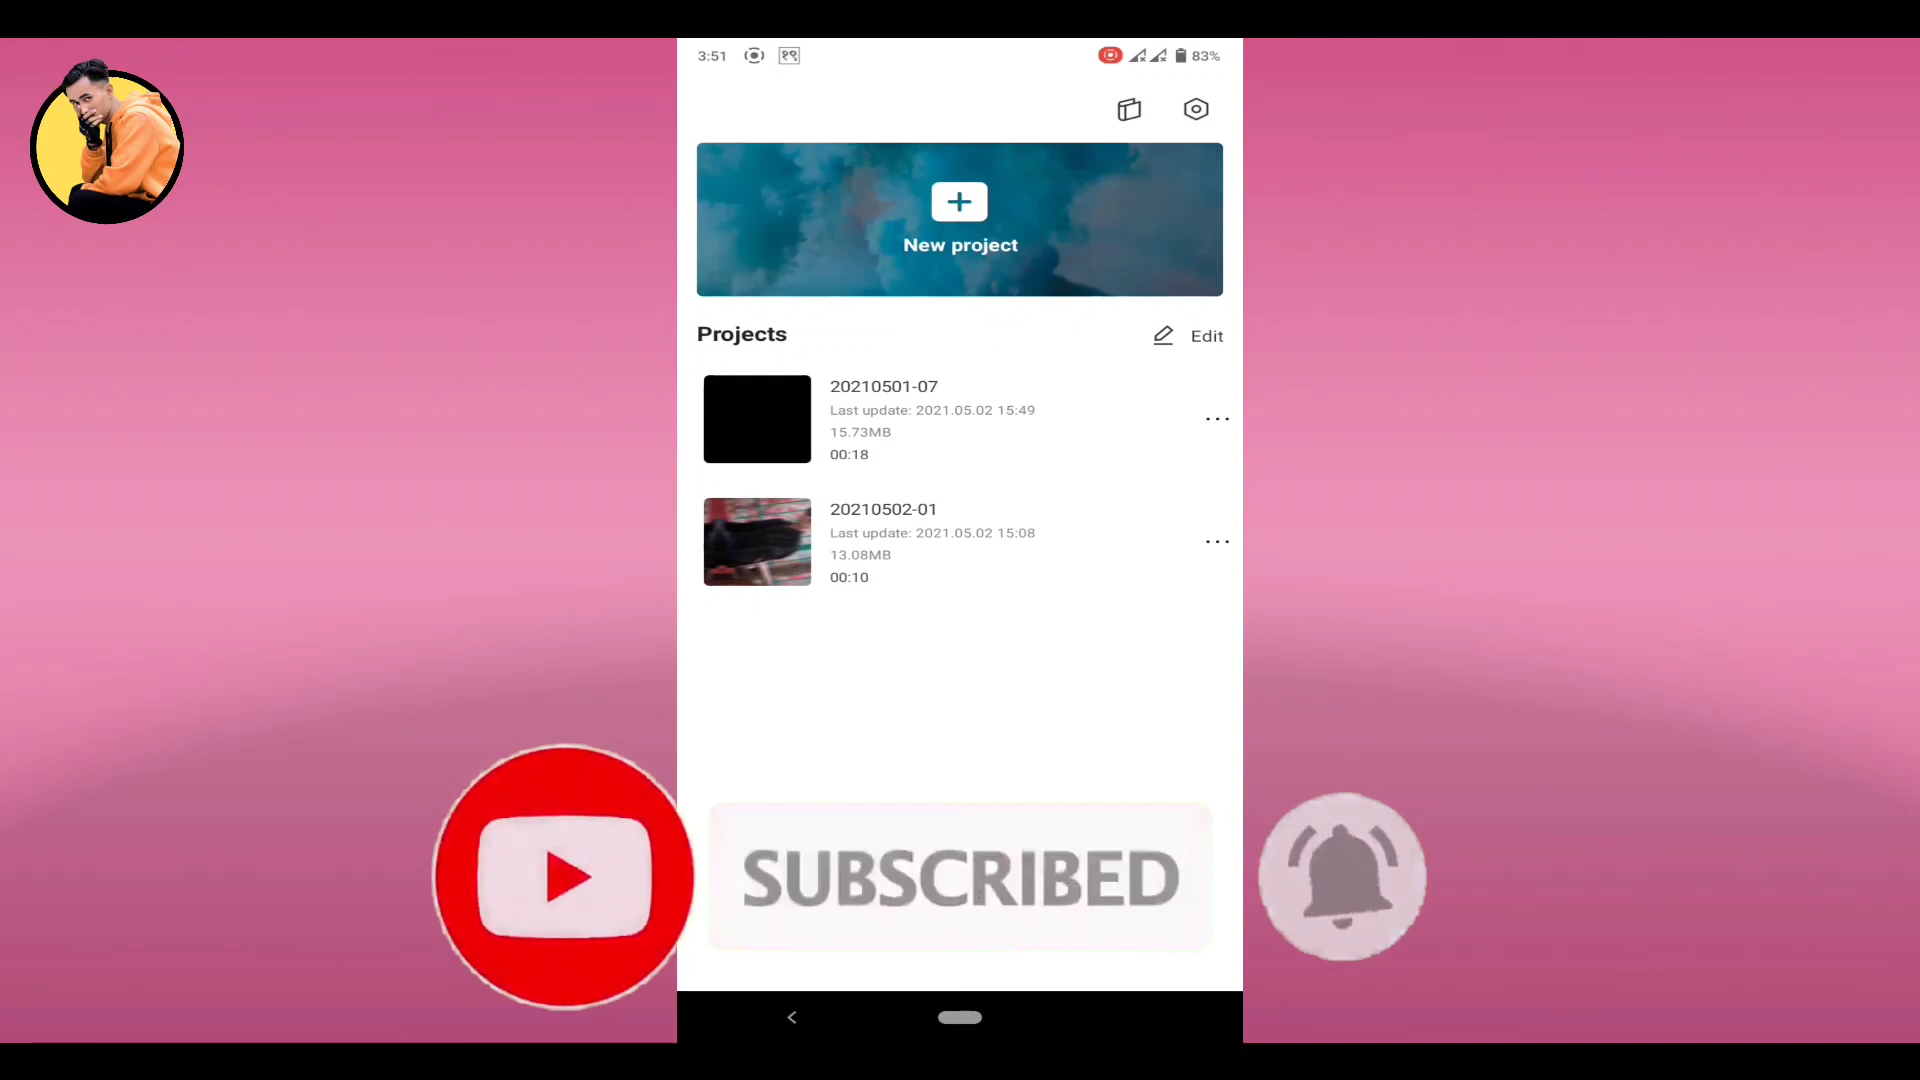 3:51 १९ 83%
New project
Projects Edit
20210501-07
Last update: 2021.05.02 15:49
15.73MB
00:18
20210502-01
Last update: 2021.05.02 15:08
13.08MB
00:10
SUBSCRIBED